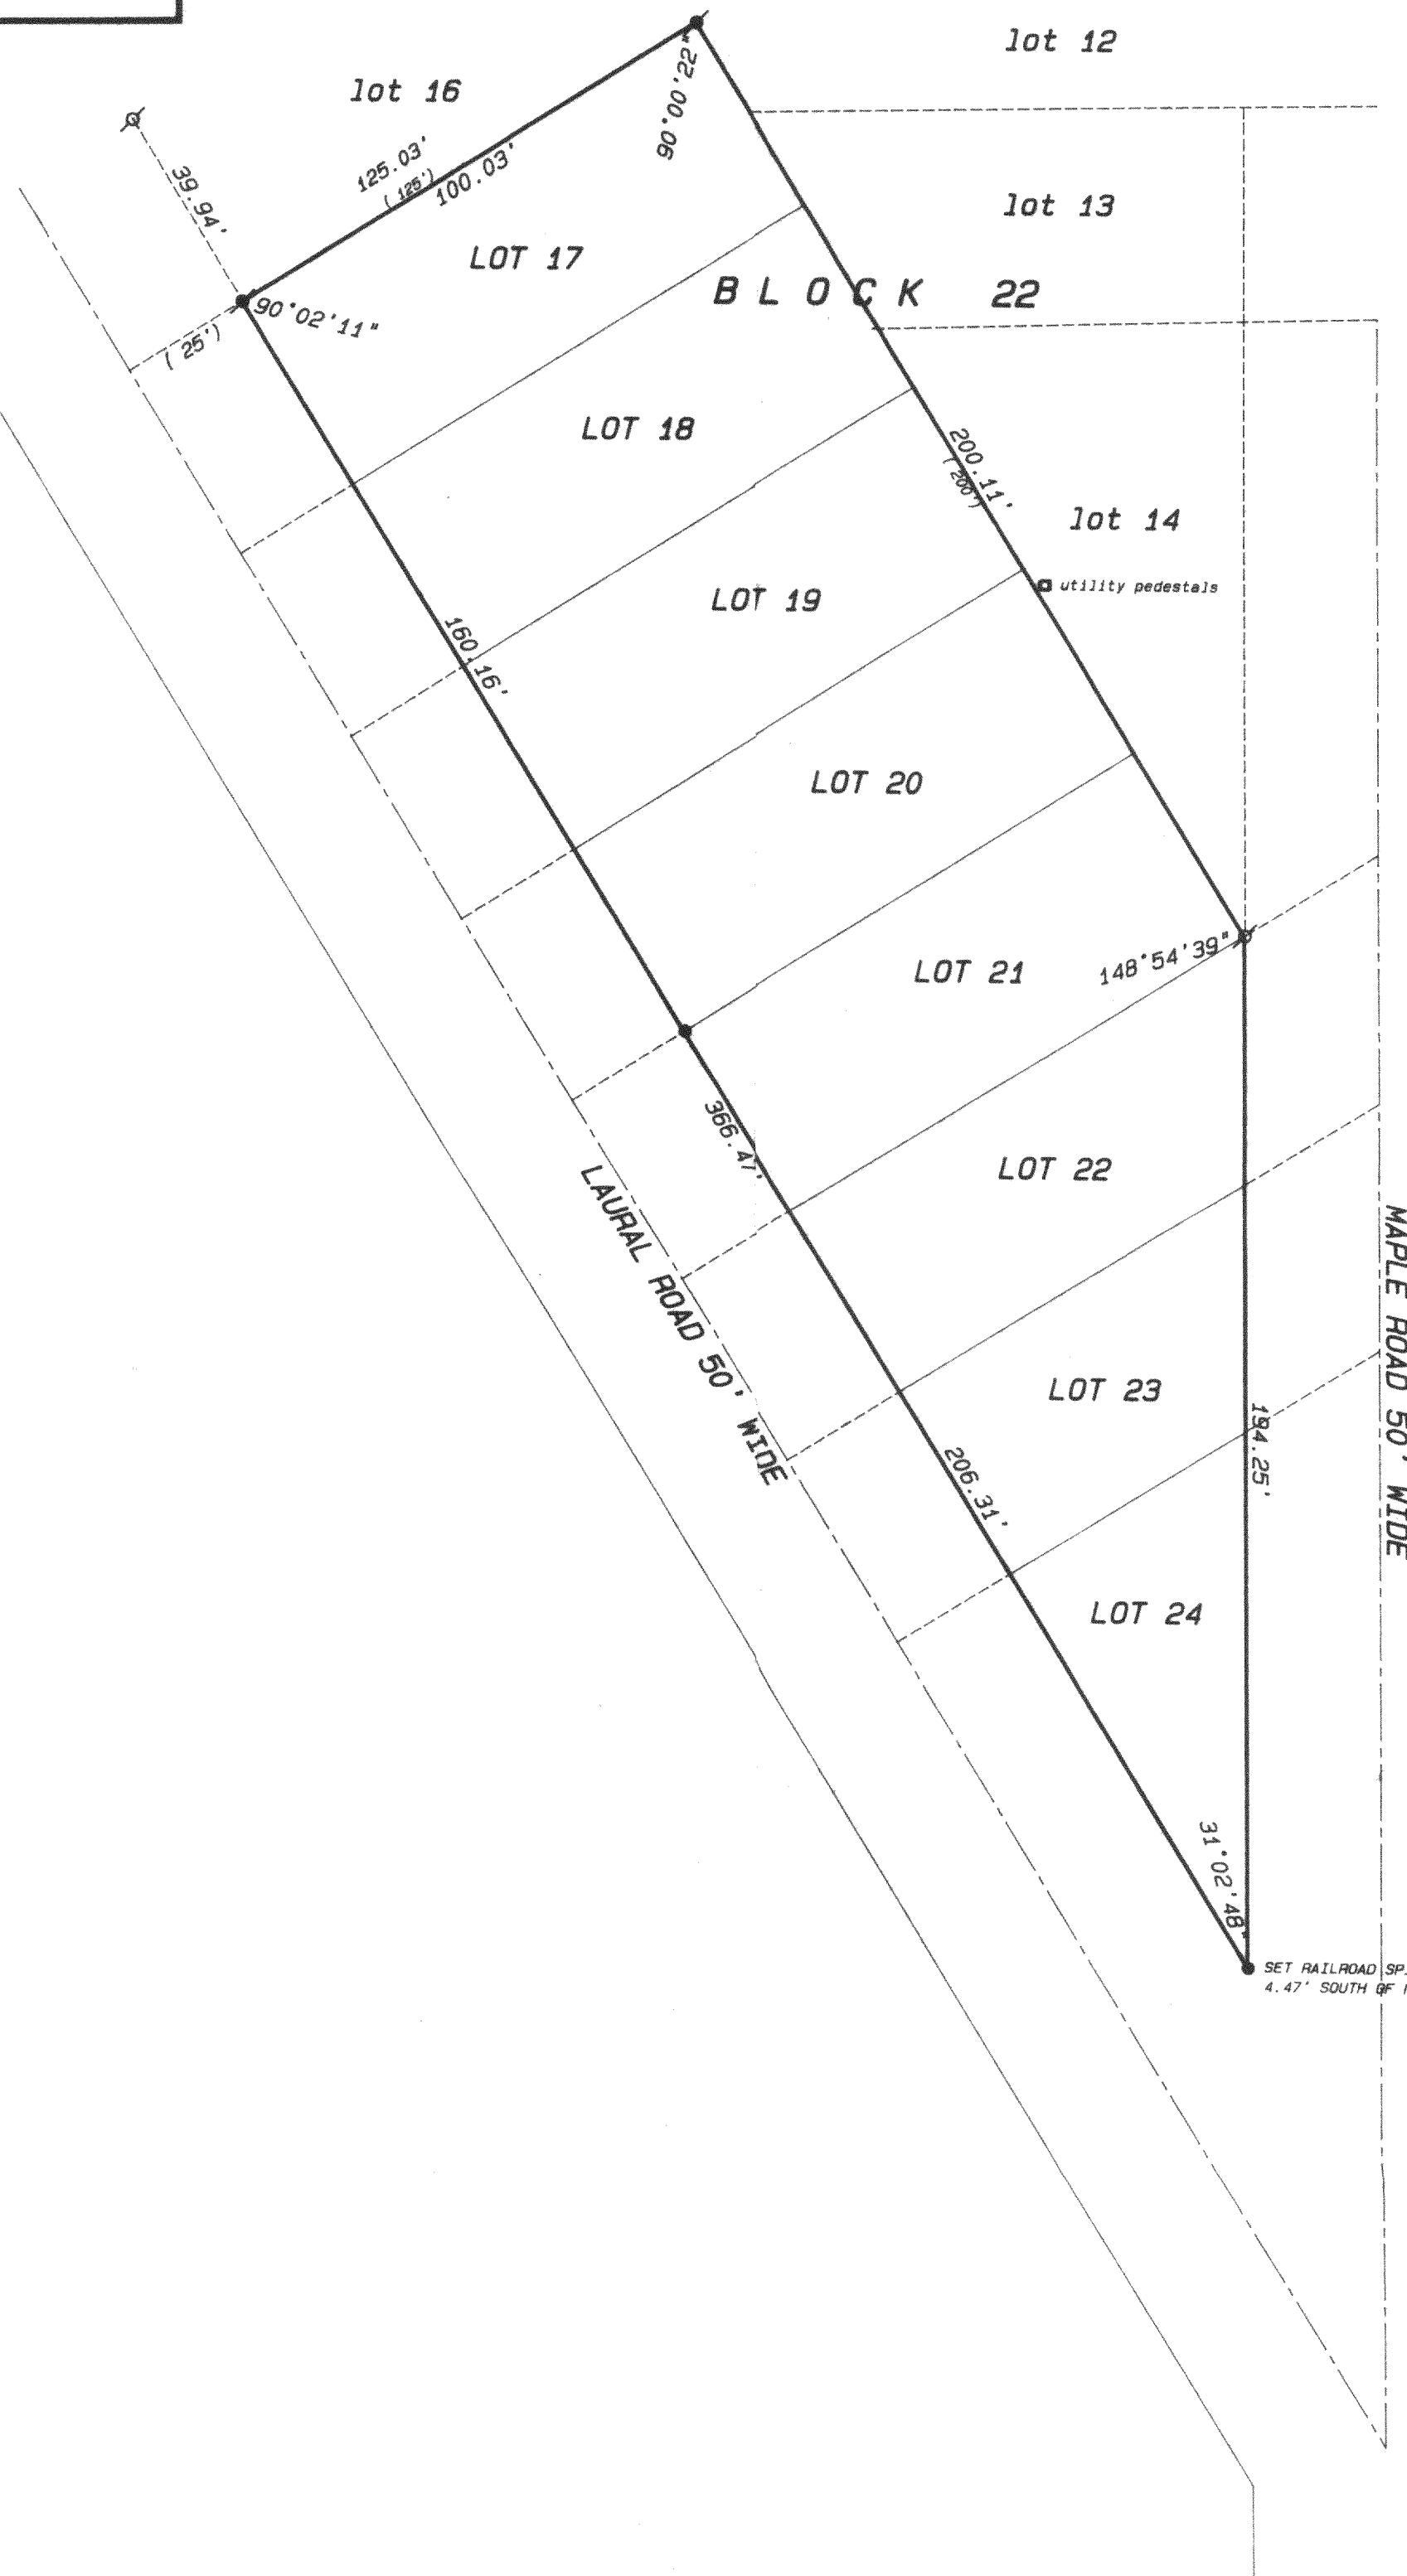 lot 12
lot 16
90°00'22"
39.94'
125.03'
(125')
100.03'
lot 13
LOT 17
BLOCK 22
90°02'11"
(25')
LOT 18
200.11'
(200')
lot 14
utility pedestals
LOT 19
160.16'
LOT 20
148°54'39"
LOT 21
366.47'
LOT 22
LAURAL ROAD 50' WIDE
MAPLE ROAD 50' WIDE
LOT 23
194.25'
206.31'
LOT 24
31°02'48"
SET RAILROAD
4.47' SOUTH OF